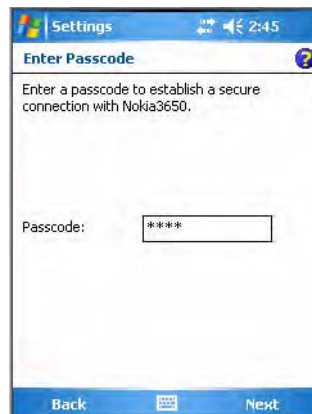 Settings 2:45
Enter Passcode
Enter a passcode to establish a secure
connection with Nokia3650.
Passcode: ****
Back Next